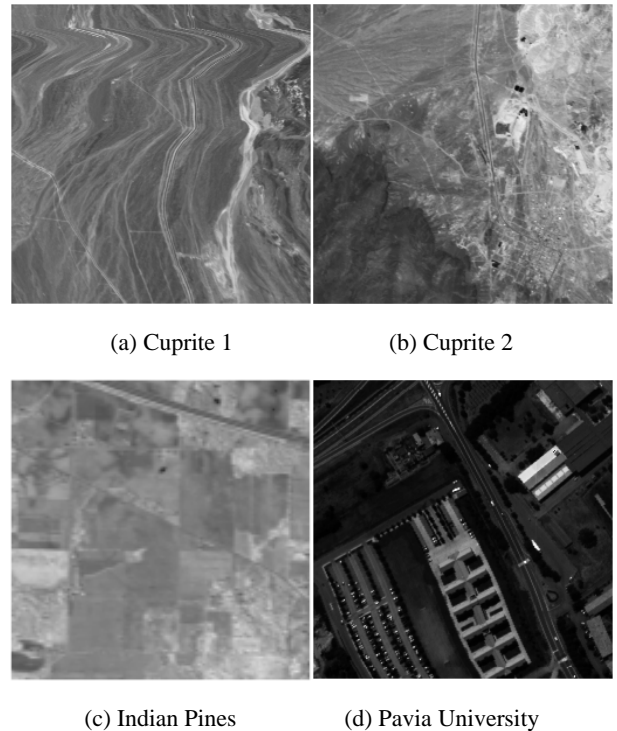 (a) Cuprite 1
(b) Cuprite 2
(c) Indian Pines
(d) Pavia University